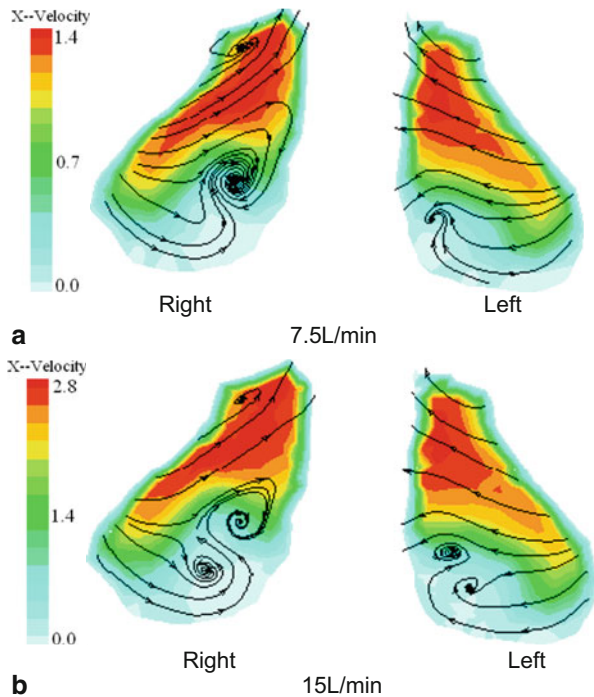 X--Velocity
1.4
0.7
0.0
Right
Left
a
7.5L/min
X--Velocity
2.8
1.4
0.0
Right
Left
b
15L/min